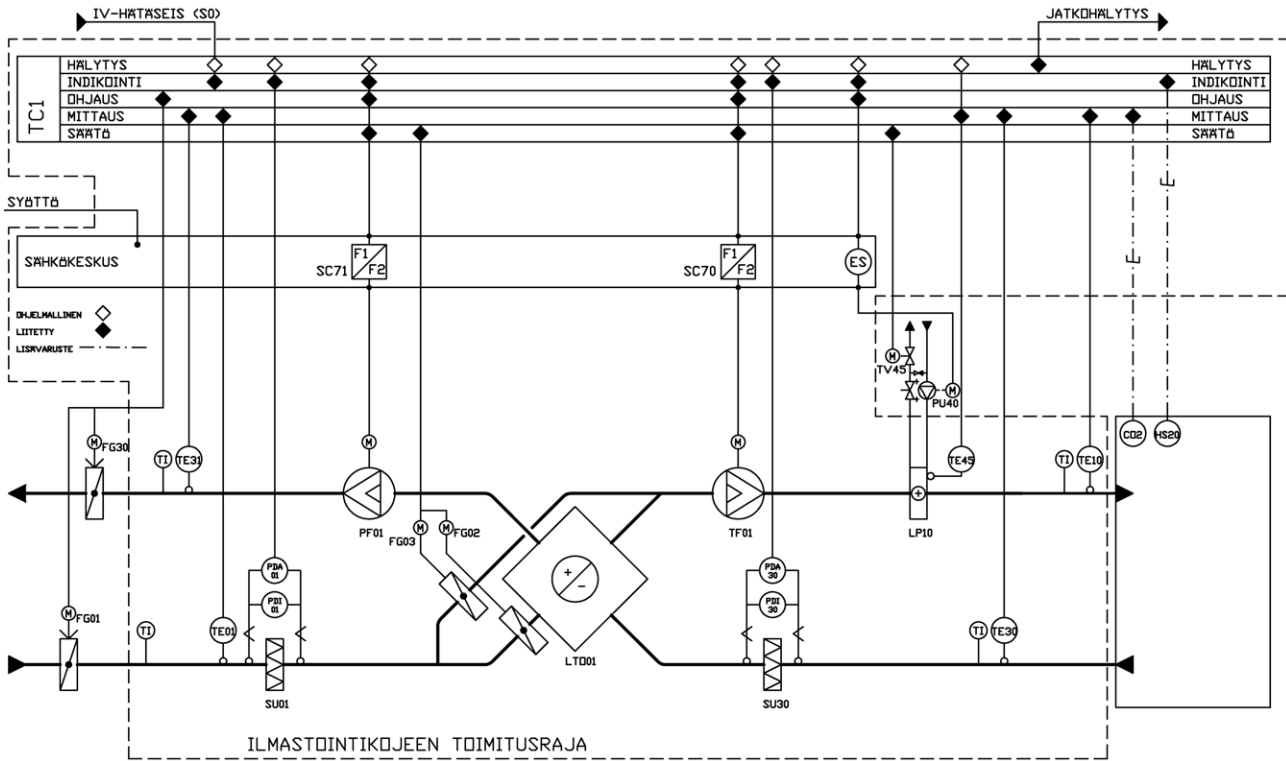 IV-HÄTÄSEIS (S0)
JATKOHÄLYTYS
TC1
HÄLYTYS
HÄLYTYS
INDIKOINTI
INDIKOINTI
OHJAUS
OHJAUS
MITTAUS
MITTAUS
SÄÄTÖ
SÄÄTÖ
SYÖTTÖ
SÄHKÖKESKUS
SC71
F1
F2
SC70
F1
F2
ES
OHJELMALLINEN
LIITETTY
LISÄVARUSTE
M
TV45
M
PU40
M
FG30
TI
TE31
M
M
TE45
TI
TE10
CO2
HS20
PF01
M
FG03
M
FG02
TF01
LP10
PDA
01
PDI
01
PDA
30
PDI
30
M
FG01
TI
TE01
+
-
TI
TE30
LTO01
SU01
SU30
ILMASTOINTIKOJEEN TOIMITUSRAJA